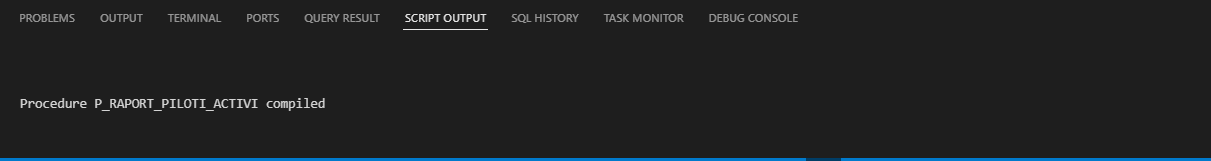 PROBLEMS OUTPUT TERMINAL PORTS QUERY RESULT SCRIPT OUTPUT SQL HISTORY TASK MONITOR DEBUG CONSOLE
Procedure P_RAPORT_PILOTI_ACTIVI compiled